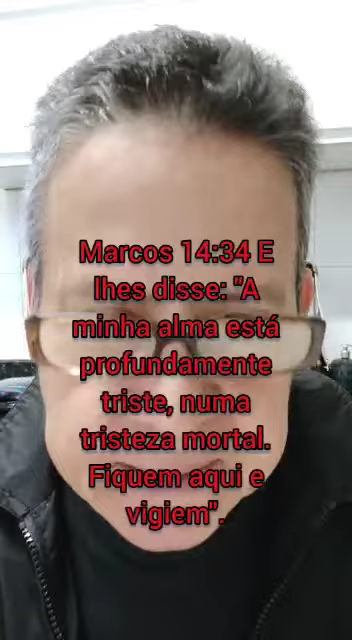 Marcos 14:34 E
lhes disse: "A
minha alma está
profundamente
triste, numa
tristeza mortal.
Fiquem aqui e
vigiem".